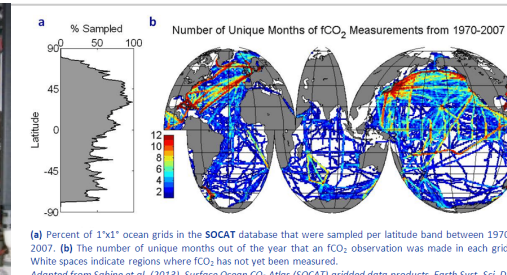 a
% Sampled
0 50 100
90
45
0
-45
-90
Latitude
b
Number of Unique Months of fCO2 Measurements from 1970-2007
12
10
8
6
4
2
(a) Percent of 1°x1° ocean grids in the SOCAT database that were sampled per latitude band between 1970
2007. (b) The number of unique months out of the year that an fCO2 observation was made in each grid
White spaces indicate regions where fCO2 has not yet been measured.
Adapted from Sabine et al. (2013), Surface Ocean CO2 Atlas (SOCAT) gridded data products, Earth Syst. Sci. D